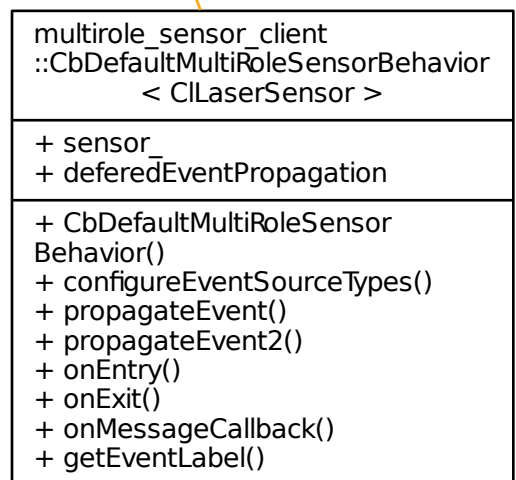 multirole_sensor_client
::CbDefaultMultiRoleSensorBehavior
< ClLaserSensor >
+ sensor_
+ deferedEventPropagation
+ CbDefaultMultiRoleSensor
Behavior()
+ configureEventSourceTypes()
+ propagateEvent()
+ propagateEvent2()
+ onEntry()
+ onExit()
+ onMessageCallback()
+ getEventLabel()